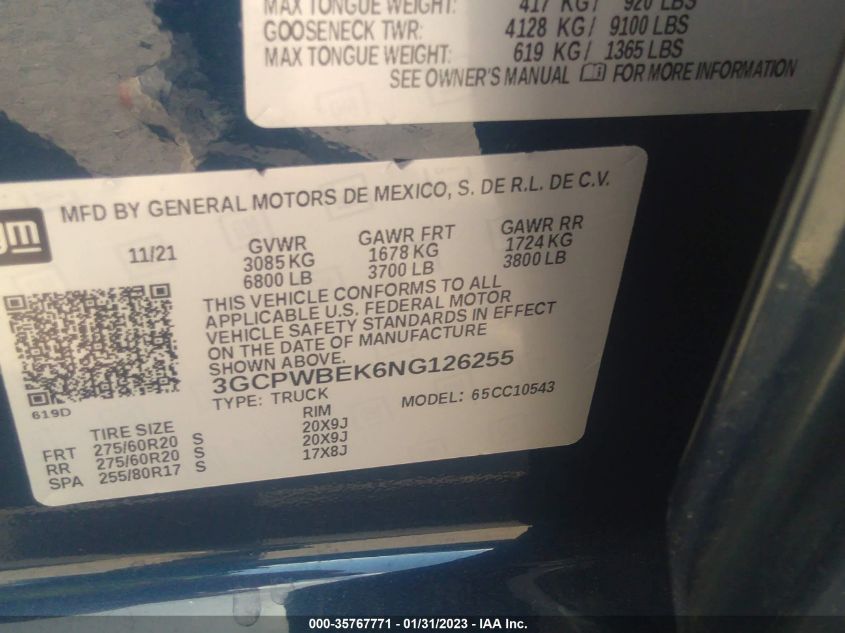 MAX TONGUE WEIGHT: 417 KG/ 920 LBS
GOOSENECK TWR: 4128 KG/ 9100 LBS
MAX TONGUE WEIGHT: 619 KG/ 1365 LBS
SEE OWNER'S MANUAL FOR MORE INFORMATION
gm
MFD BY GENERAL MOTORS DE MEXICO, S. DE R.L. DE C.V.
11/21 GVWR GAWR FRT GAWR RR
3085 KG 1678 KG 1724 KG
6800 LB 3700 LB 3800 LB
THIS VEHICLE CONFORMS TO ALL
APPLICABLE U.S. FEDERAL MOTOR
VEHICLE SAFETY STANDARDS IN EFFECT
ON THE DATE OF MANUFACTURE
SHOWN ABOVE.
3GCPWBEK6NG126255
619D
TYPE: TRUCK MODEL: 65CC10543
TIRE SIZE RIM
FRT 275/60R20 S 20X9J
RR 275/60R20 S 20X9J
SPA 255/80R17 S 17X8J
000-35767771 - 01/31/2023 - IAA Inc.